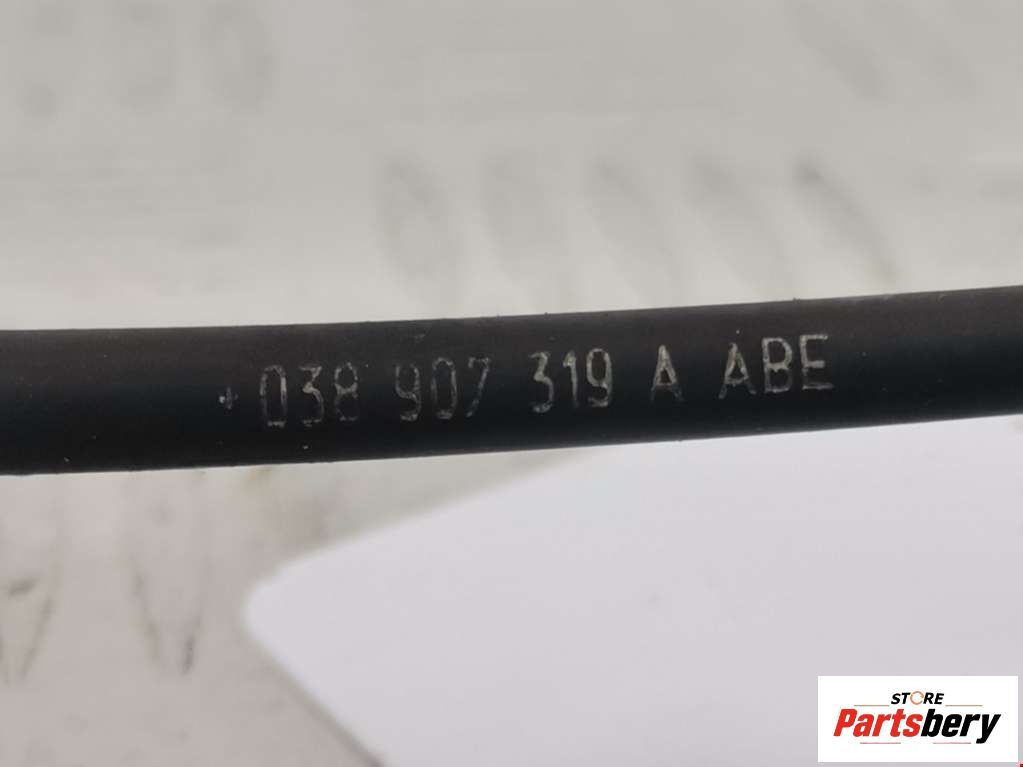 +038 907 319 A ABE
STORE
Partsbery